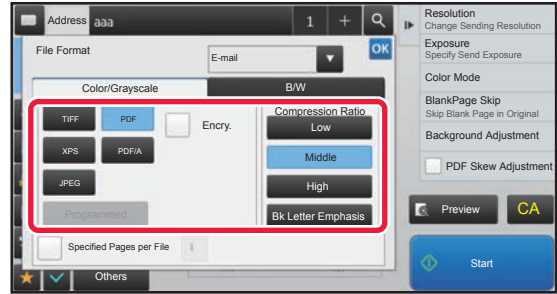 Address aaa 1 +
File Format
E-mail
OK
Color/Grayscale B/W
TIFF PDF Encry.
XPS PDF/A
JPEG
Programmed
Compression Ratio
Low
Middle
High
Bk Letter Emphasis
Specified Pages per File 1
Others
Resolution
Change Sending Resolution
Exposure
Specify Send Exposure
Color Mode
BlankPage Skip
Skip Blank Page in Original
Background Adjustment
PDF Skew Adjustment
Preview CA
Start